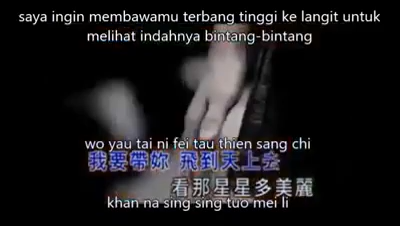 saya ingin membawamu terbang tinggi ke langit untuk
melihat indahnya bintang-bintang
wo yau tai ni fei tau thien sang chi
我要帶妳 飛到天上去
看那星星多美麗
khan na sing sing tuo mei li